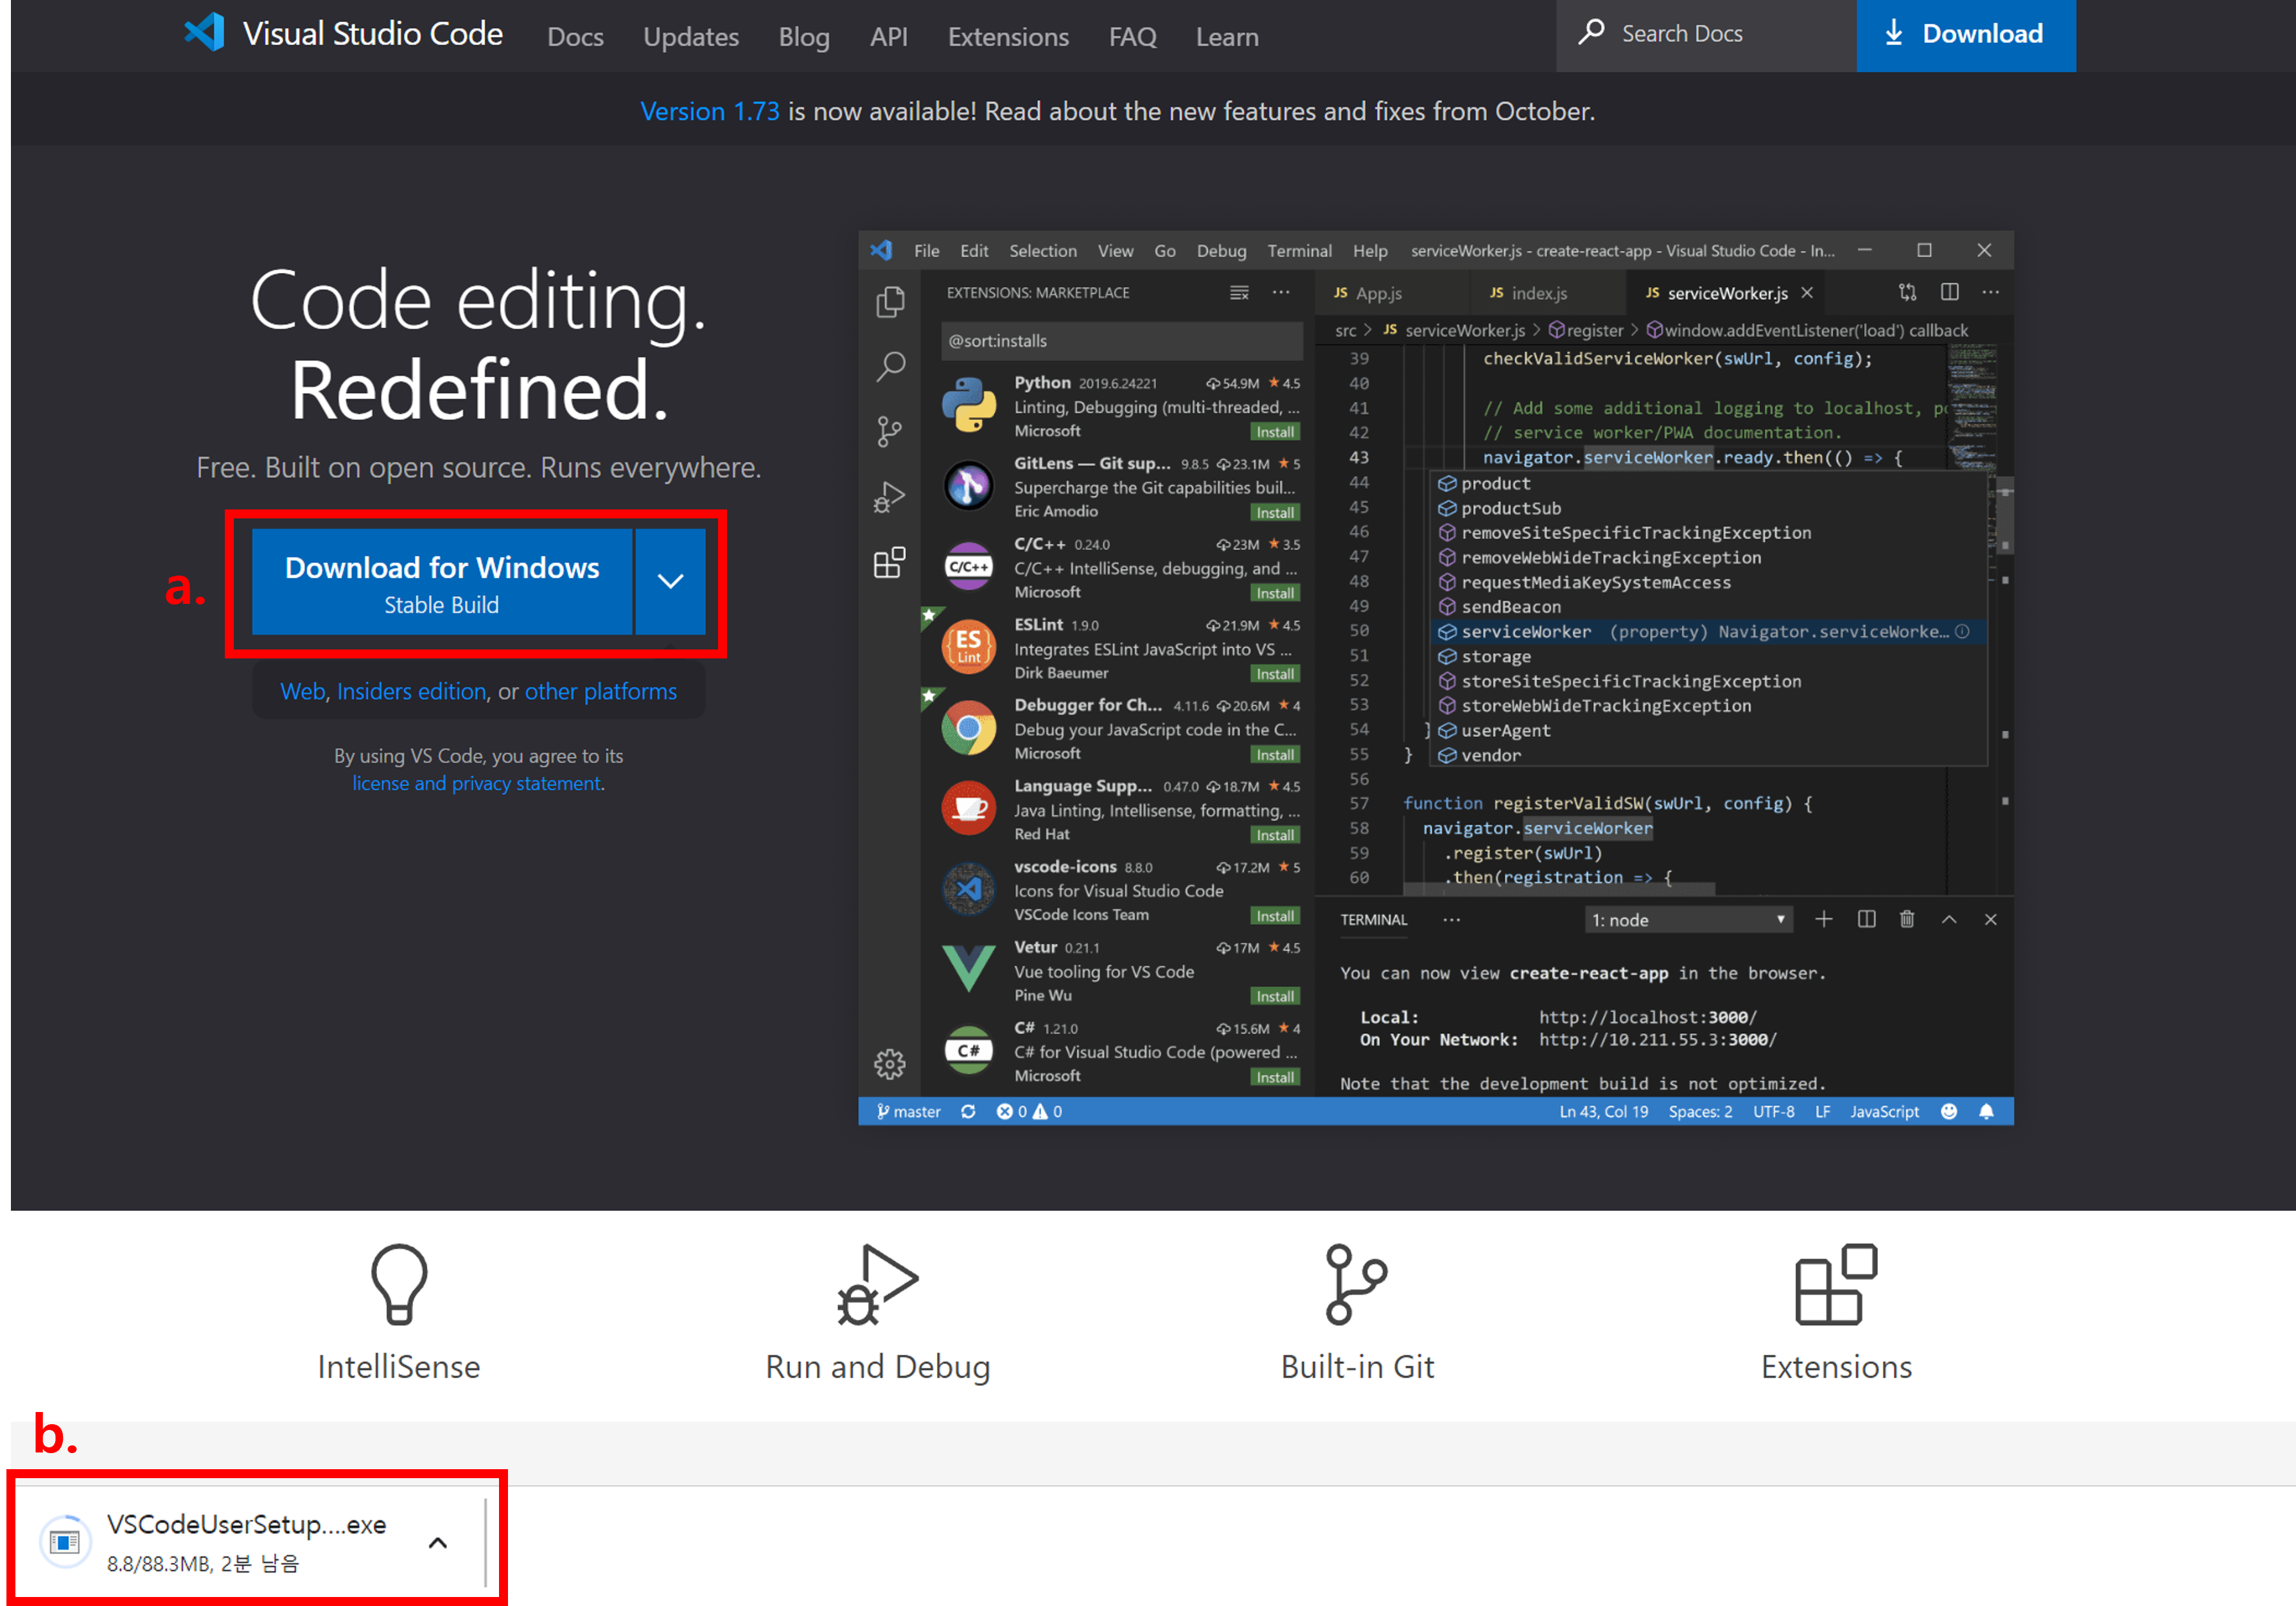 Visual Studio Code Docs Updates Blog API Extensions FAQ Learn Search Docs Download
Version 1.73 is now available! Read about the new features and fixes from October.
Code editing.
Redefined.
Free. Built on open source. Runs everywhere.
a.
Download for Windows
Stable Build
Web, Insiders edition, or other platforms
By using VS Code, you agree to its
license and privacy statement.
File Edit Selection View Go Debug Terminal Help serviceWorker.js - create-react-app - Visual Studio Code - In...
EXTENSIONS: MARKETPLACE
@sort:installs
Python 2019.6.24221 54.9M ★ 4.5
Linting, Debugging (multi-threaded, ...
Microsoft Install
GitLens — Git sup... 9.8.5 23.1M ★ 5
Supercharge the Git capabilities buil...
Eric Amodio Install
C/C++
C/C++ 0.24.0 23M ★ 3.5
C/C++ IntelliSense, debugging, and ...
Microsoft Install
ES
Lint
ESLint 1.9.0 21.9M ★ 4.5
Integrates ESLint JavaScript into VS ...
Dirk Baeumer Install
Debugger for Ch... 4.11.6 20.6M ★ 4
Debug your JavaScript code in the C...
Microsoft Install
Language Supp... 0.47.0 18.7M ★ 4.5
Java Linting, Intellisense, formatting, ...
Red Hat Install
vscode-icons 8.8.0 17.2M ★ 5
Icons for Visual Studio Code
VSCode Icons Team Install
Vetur 0.21.1 17M ★ 4.5
Vue tooling for VS Code
Pine Wu Install
C#
C# 1.21.0 15.6M ★ 4
C# for Visual Studio Code (powered ...
Microsoft Install
JS App.js JS index.js JS serviceWorker.js
src > JS serviceWorker.js > register > window.addEventListener('load') callback
39 checkValidServiceWorker(swUrl, config);
40
41 // Add some additional logging to localhost, po
42 // service worker/PWA documentation.
43 navigator.serviceWorker.ready.then(() => {
44 product
45 productSub
46 removeSiteSpecificTrackingException
47 removeWebWideTrackingException
48 requestMediaKeySystemAccess
49 sendBeacon
50 serviceWorker (property) Navigator.serviceWorke...
51 storage
52 storeSiteSpecificTrackingException
53 storeWebWideTrackingException
54 } userAgent
55 } vendor
56
57 function registerValidSW(swUrl, config) {
58 navigator.serviceWorker
59 .register(swUrl)
60 .then(registration => {
TERMINAL ... 1: node
You can now view create-react-app in the browser.
Local: http://localhost:3000/
On Your Network: http://10.211.55.3:3000/
Note that the development build is not optimized.
master 0 0 Ln 43, Col 19 Spaces: 2 UTF-8 LF JavaScript
IntelliSense Run and Debug Built-in Git Extensions
b.
VSCodeUserSetup....exe
8.8/88.3MB, 2분 남음